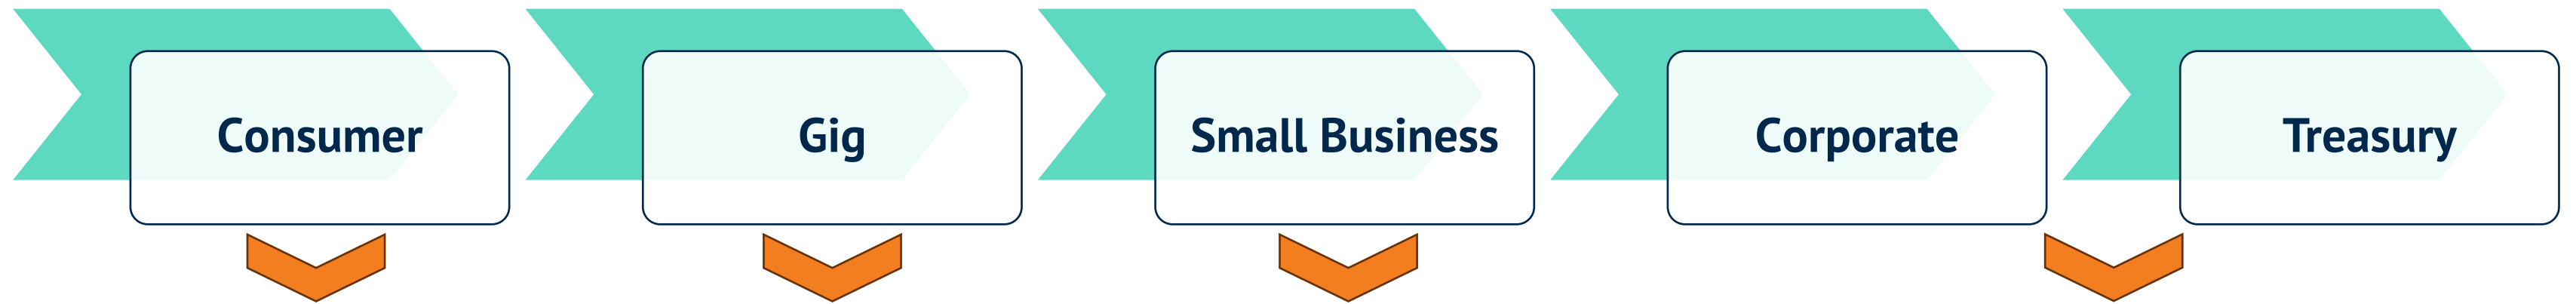 Consumer
Gig
Small Business
Corporate
Treasury